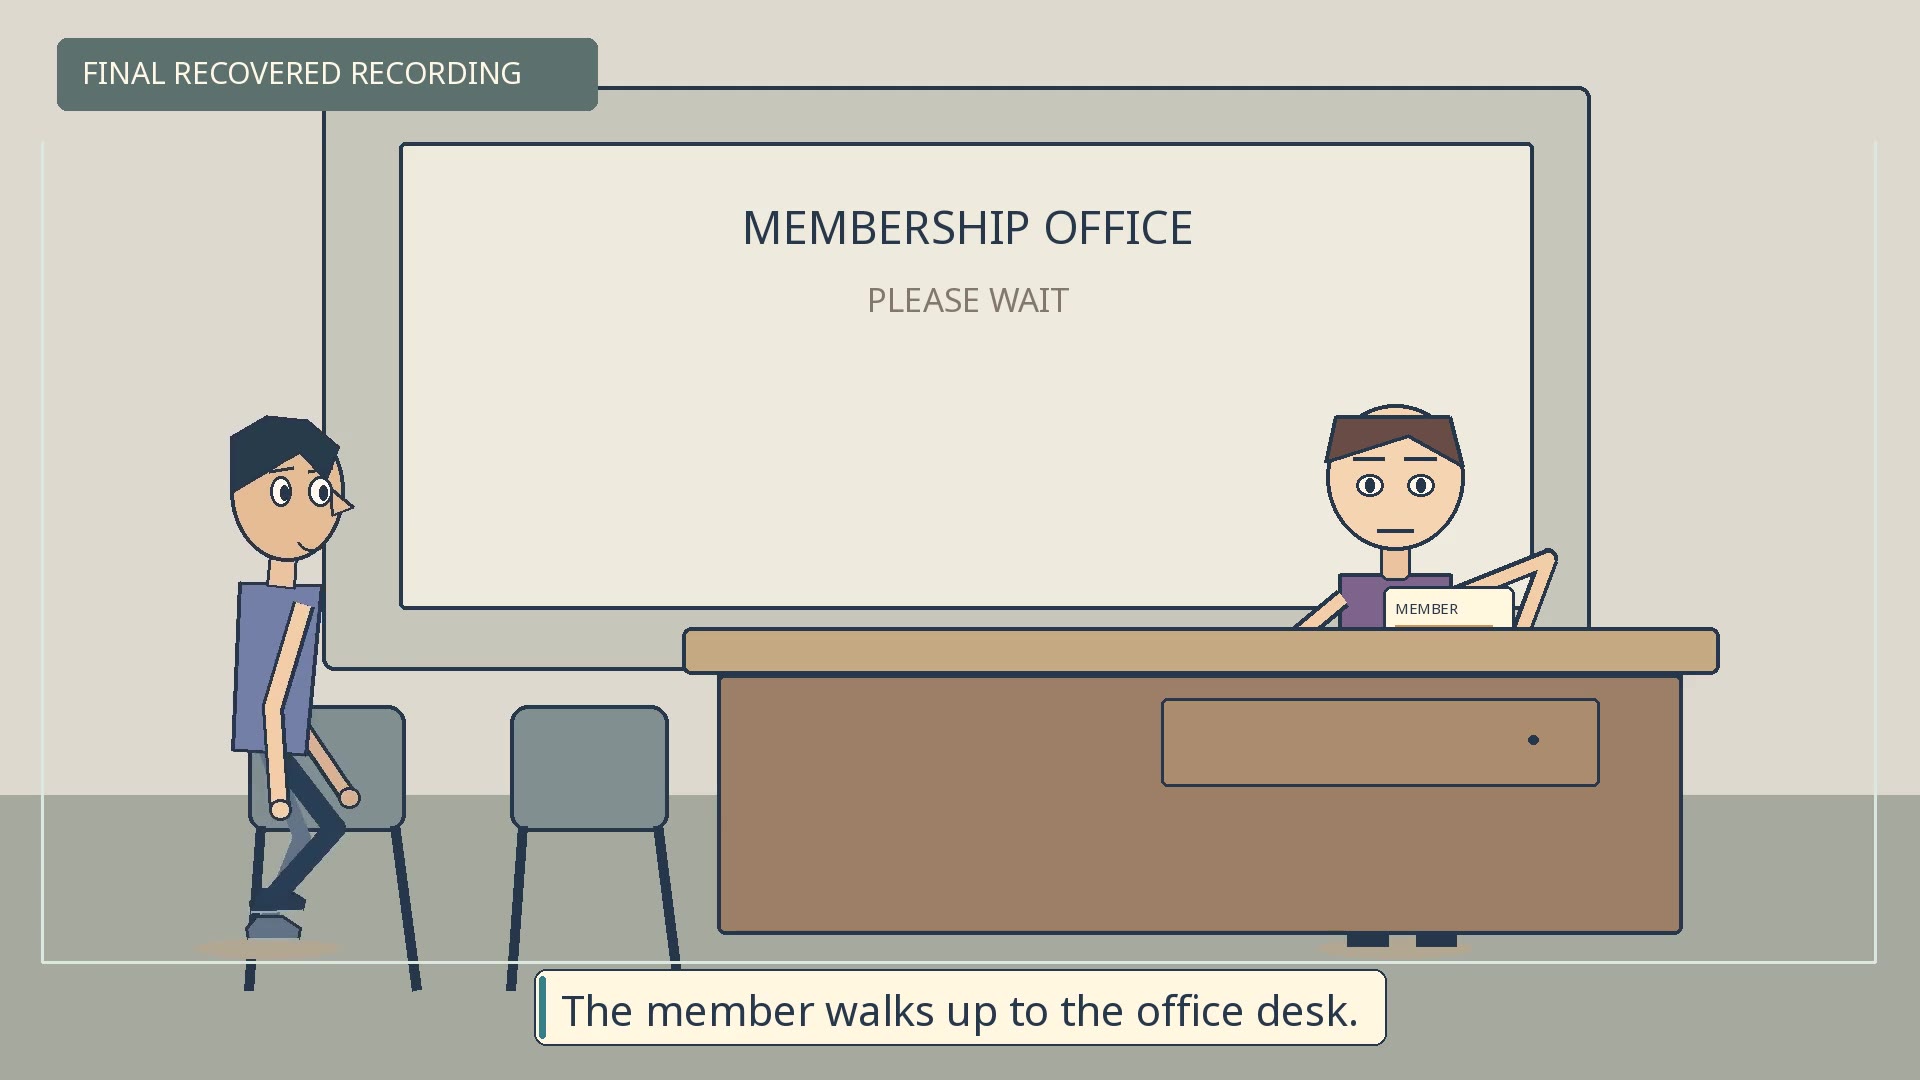 FINAL RECOVERED RECORDING
MEMBERSHIP OFFICE
PLEASE WAIT
MEMBER
The member walks up to the office desk.